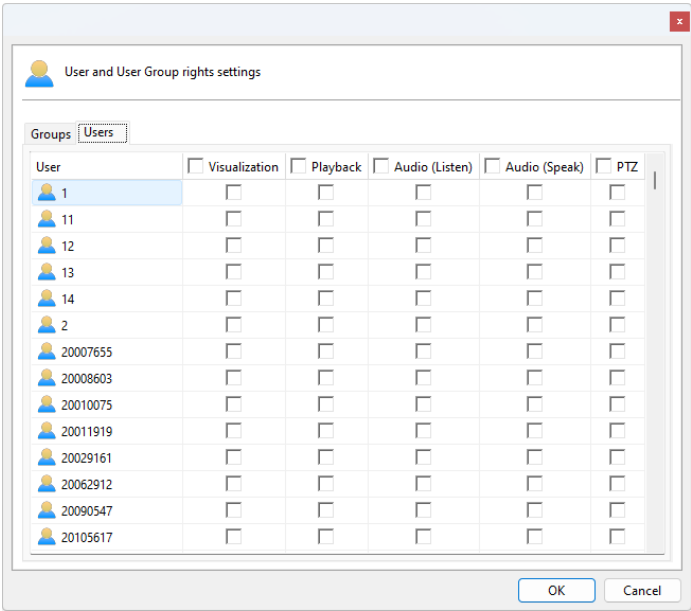 x
User and User Group rights settings
Groups Users
User Visualization Playback Audio (Listen) Audio (Speak) PTZ
1
11
12
13
14
2
20007655
20008603
20010075
20011919
20029161
20062912
20090547
20105617
OK Cancel